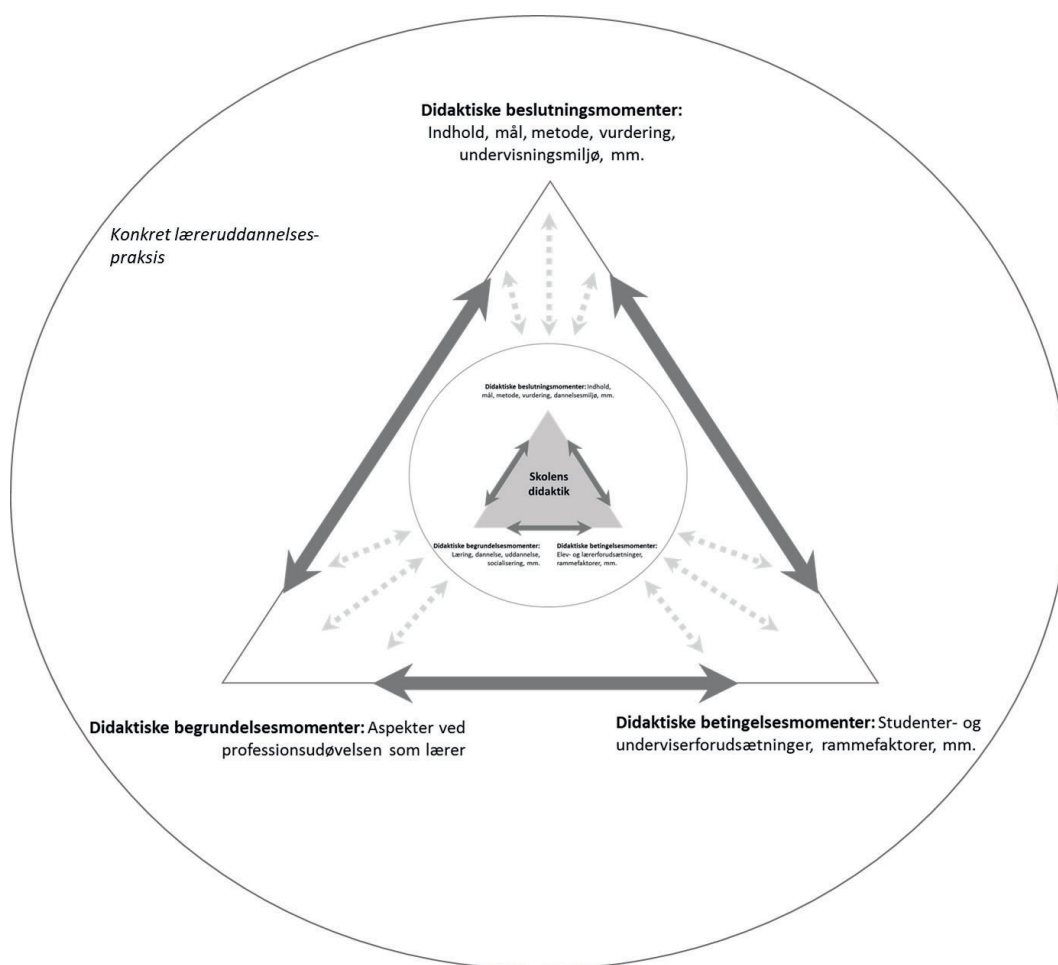 Didaktiske beslutningsmomenter:
Indhold, mål, metode, vurdering,
undervisningsmiljø, mm.
Konkret læreruddannelses-
praksis
Didaktiske beslutningsmomenter: Indhold,
mål, metode, vurdering, dannelsesmiljø, mm.
Skolens
didaktik
Didaktiske begrundelsesmomenter:
Læring, dannelse, uddannelse,
socialisering, mm.
Didaktiske betingelsesmomenter:
Elev- og lærerforudsætninger,
rammefaktorer, mm.
Didaktiske begrundelsesmomenter: Aspekter ved
professionsudøvelsen som lærer
Didaktiske betingelsesmomenter: Studenter- og
underviserforudsætninger, rammefaktorer, mm.